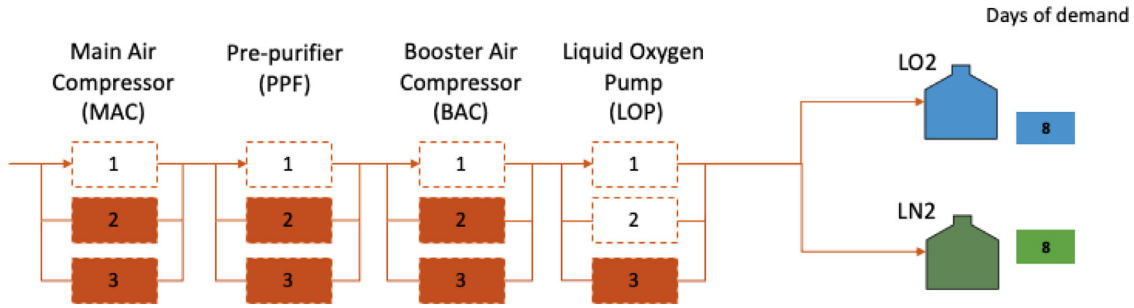 Days of demand
Main Air
Compressor
(MAC)
Pre-purifier
(PPF)
Booster Air
Compressor
(BAC)
Liquid Oxygen
Pump
(LOP)
LO2
8
1
1
1
1
2
2
2
2
LN2
8
3
3
3
3